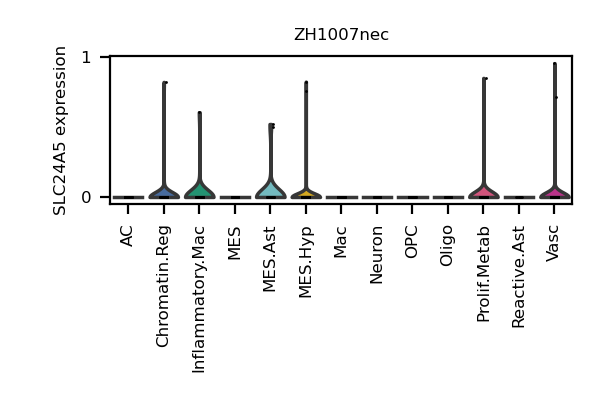 ZH1007nec
SLC24A5 expression
1
0
AC
Chromatin.Reg
Inflammatory.Mac
MES
MES.Ast
MES.Hyp
Mac
Neuron
OPC
Oligo
Prolif.Metab
Reactive.Ast
Vasc